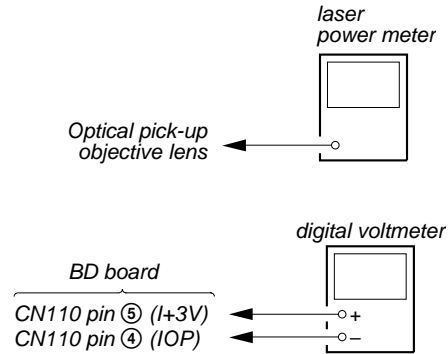 laser
power meter
Optical pick-up
objective lens
digital voltmeter
BD board
CN110 pin ⑤ (I+3V)
CN110 pin ④ (IOP)
+
–